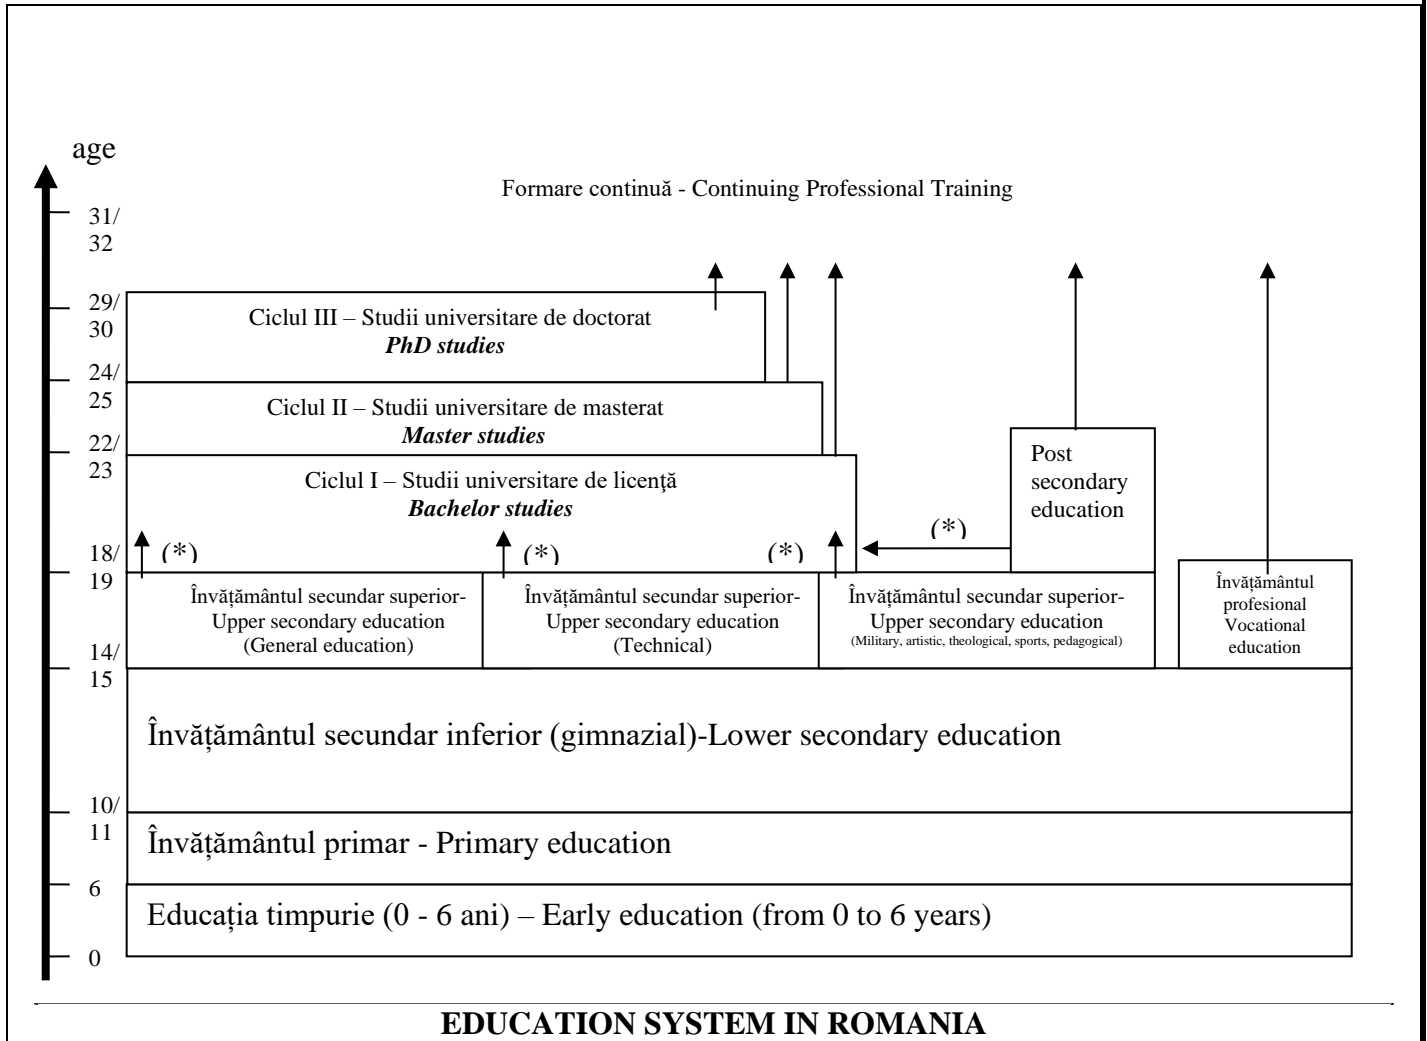 age
Formare continuă - Continuing Professional Training
31/
32
29/
30
Ciclul III – Studii universitare de doctorat
PhD studies
24/
25
Ciclul II – Studii universitare de masterat
Master studies
22/
23
Ciclul I – Studii universitare de licenţă
Bachelor studies
Post
secondary
education
(*)
(*)
(*)
(*)
18/
19
Învățământul secundar superior-
Upper secondary education
(General education)
Învățământul secundar superior-
Upper secondary education
(Technical)
Învățământul secundar superior-
Upper secondary education
(Military, artistic, theological, sports, pedagogical)
Învățământul
profesional
Vocational
education
14/
15
Învățământul secundar inferior (gimnazial)-Lower secondary education
10/
11
Învățământul primar - Primary education
6
Educația timpurie (0 - 6 ani) – Early education (from 0 to 6 years)
0
EDUCATION SYSTEM IN ROMANIA